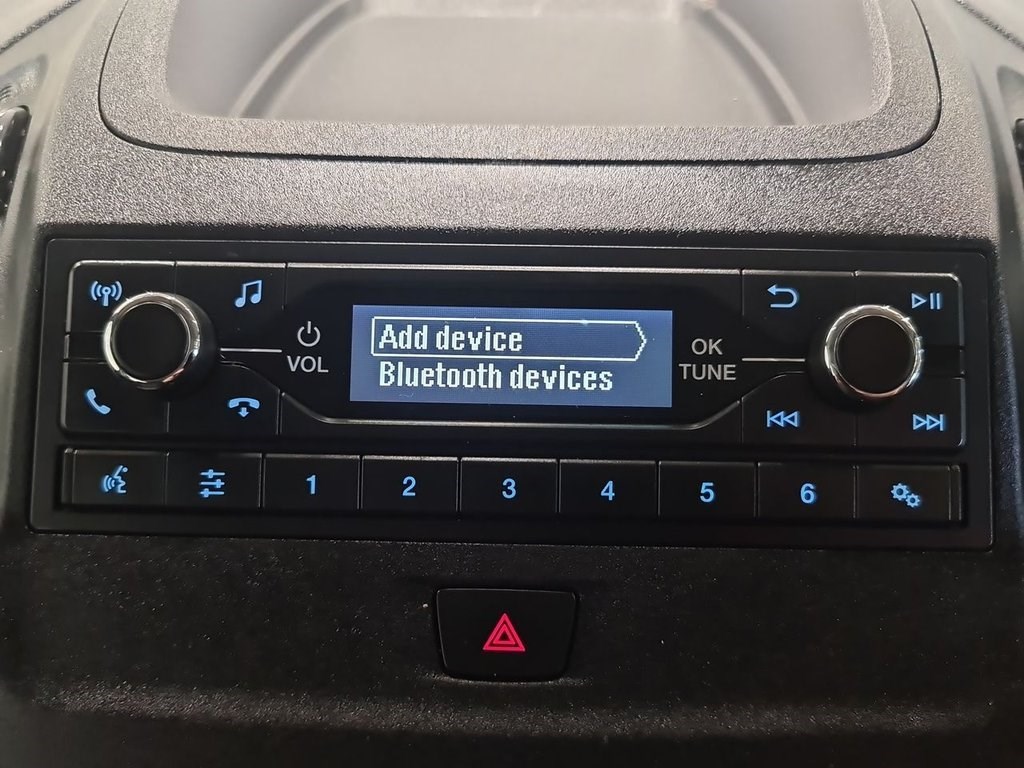 Add device
Bluetooth devices
VOL
OK
TUNE
1 2 3 4 5 6